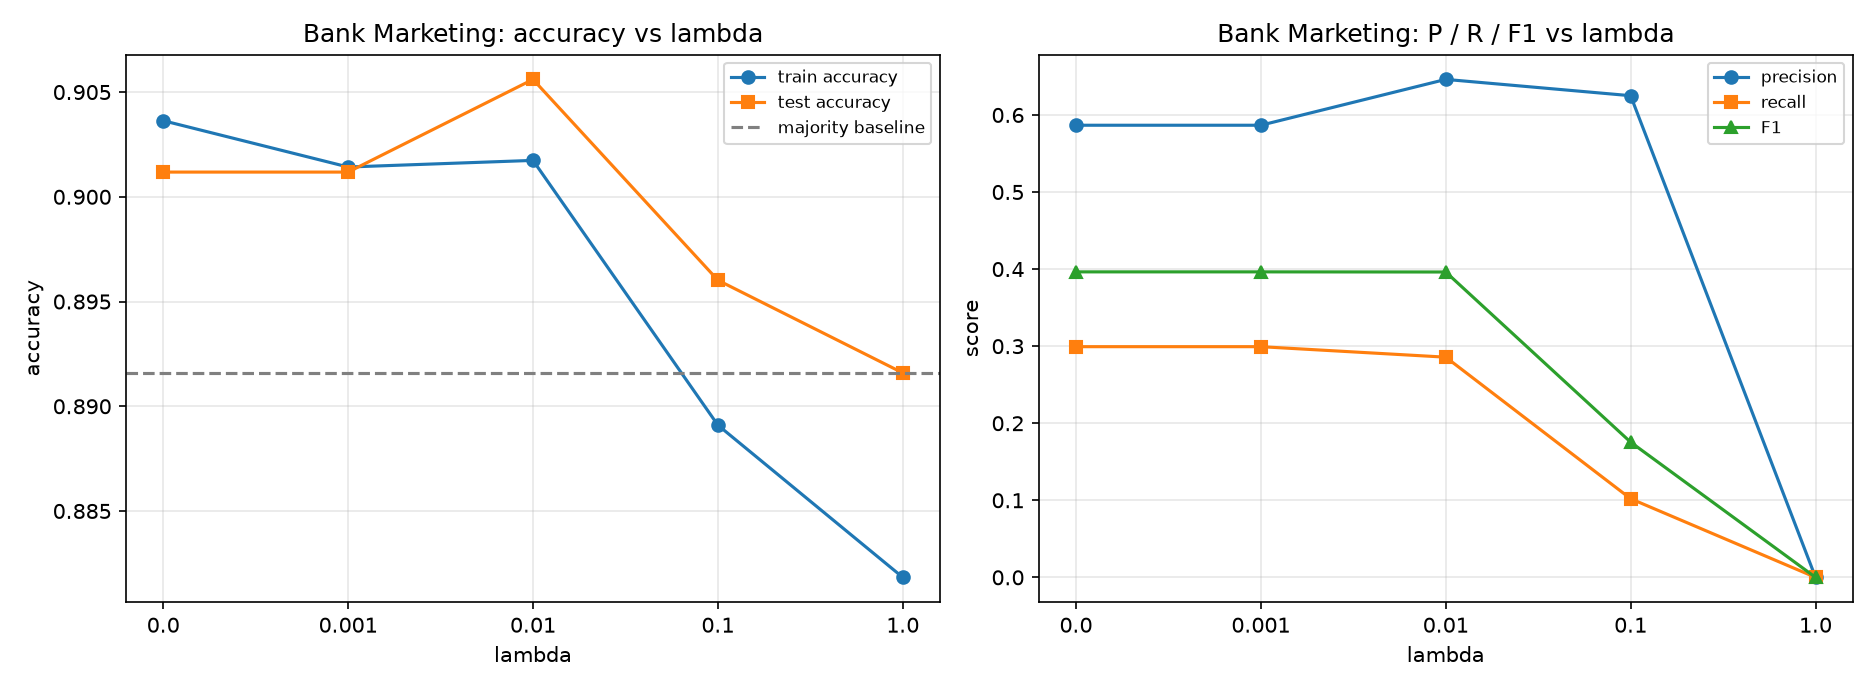 Bank Marketing: accuracy vs lambda
train accuracy
test accuracy
majority baseline
0.905
0.900
0.895
0.890
0.885
accuracy
0.0
0.001
0.01
0.1
1.0
lambda
Bank Marketing: P / R / F1 vs lambda
precision
recall
F1
0.6
0.5
0.4
0.3
0.2
0.1
0.0
score
0.0
0.001
0.01
0.1
1.0
lambda